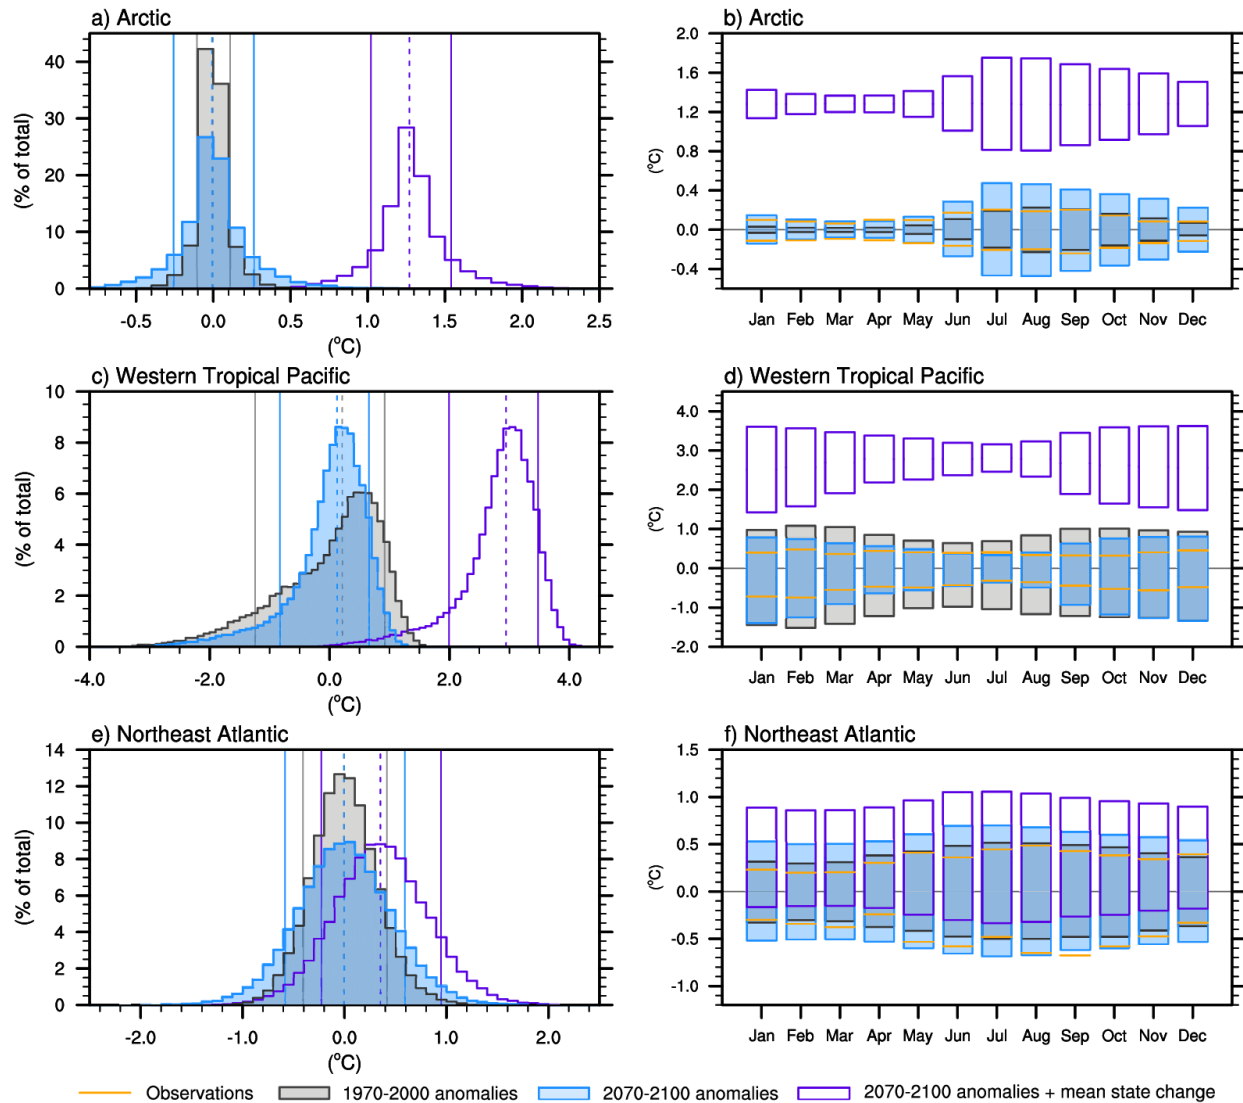 a) Arctic
(% of total)
40
30
20
10
0
-0.5 0.0 0.5 1.0 1.5 2.0 2.5
(°C)
b) Arctic
(°C)
2.0
1.6
1.2
0.8
0.4
0.0
-0.4
Jan Feb Mar Apr May Jun Jul Aug Sep Oct Nov Dec
c) Western Tropical Pacific
(% of total)
10
8
6
4
2
0
-4.0 -2.0 0.0 2.0 4.0
(°C)
d) Western Tropical Pacific
(°C)
4.0
3.0
2.0
1.0
0.0
-1.0
-2.0
Jan Feb Mar Apr May Jun Jul Aug Sep Oct Nov Dec
e) Northeast Atlantic
(% of total)
14
12
10
8
6
4
2
0
-2.0 -1.0 0.0 1.0 2.0
(°C)
f) Northeast Atlantic
(°C)
1.5
1.0
0.5
0.0
-0.5
-1.0
Jan Feb Mar Apr May Jun Jul Aug Sep Oct Nov Dec
Observations 1970-2000 anomalies 2070-2100 anomalies 2070-2100 anomalies + mean state change